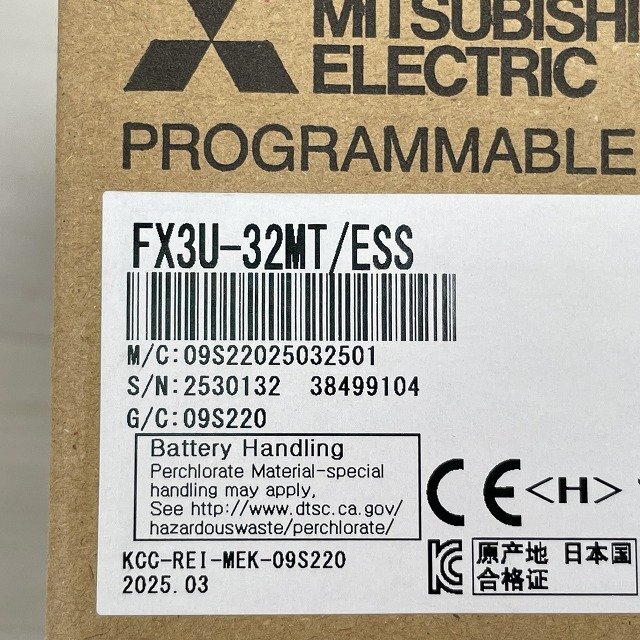 MITSUBISHI
ELECTRIC
PROGRAMMABLE
FX3U-32MT/ESS
M/C:09S22025032501
S/N:2530132 38499104
G/C:09S220
Battery Handling
Perchlorate Material-special
handling may apply,
See http://www.dtsc.ca.gov/
hazardouswaste/perchlorate/
CE <H>
KCC-REI-MEK-09S220
2025.03
原产地 日本国
合格证